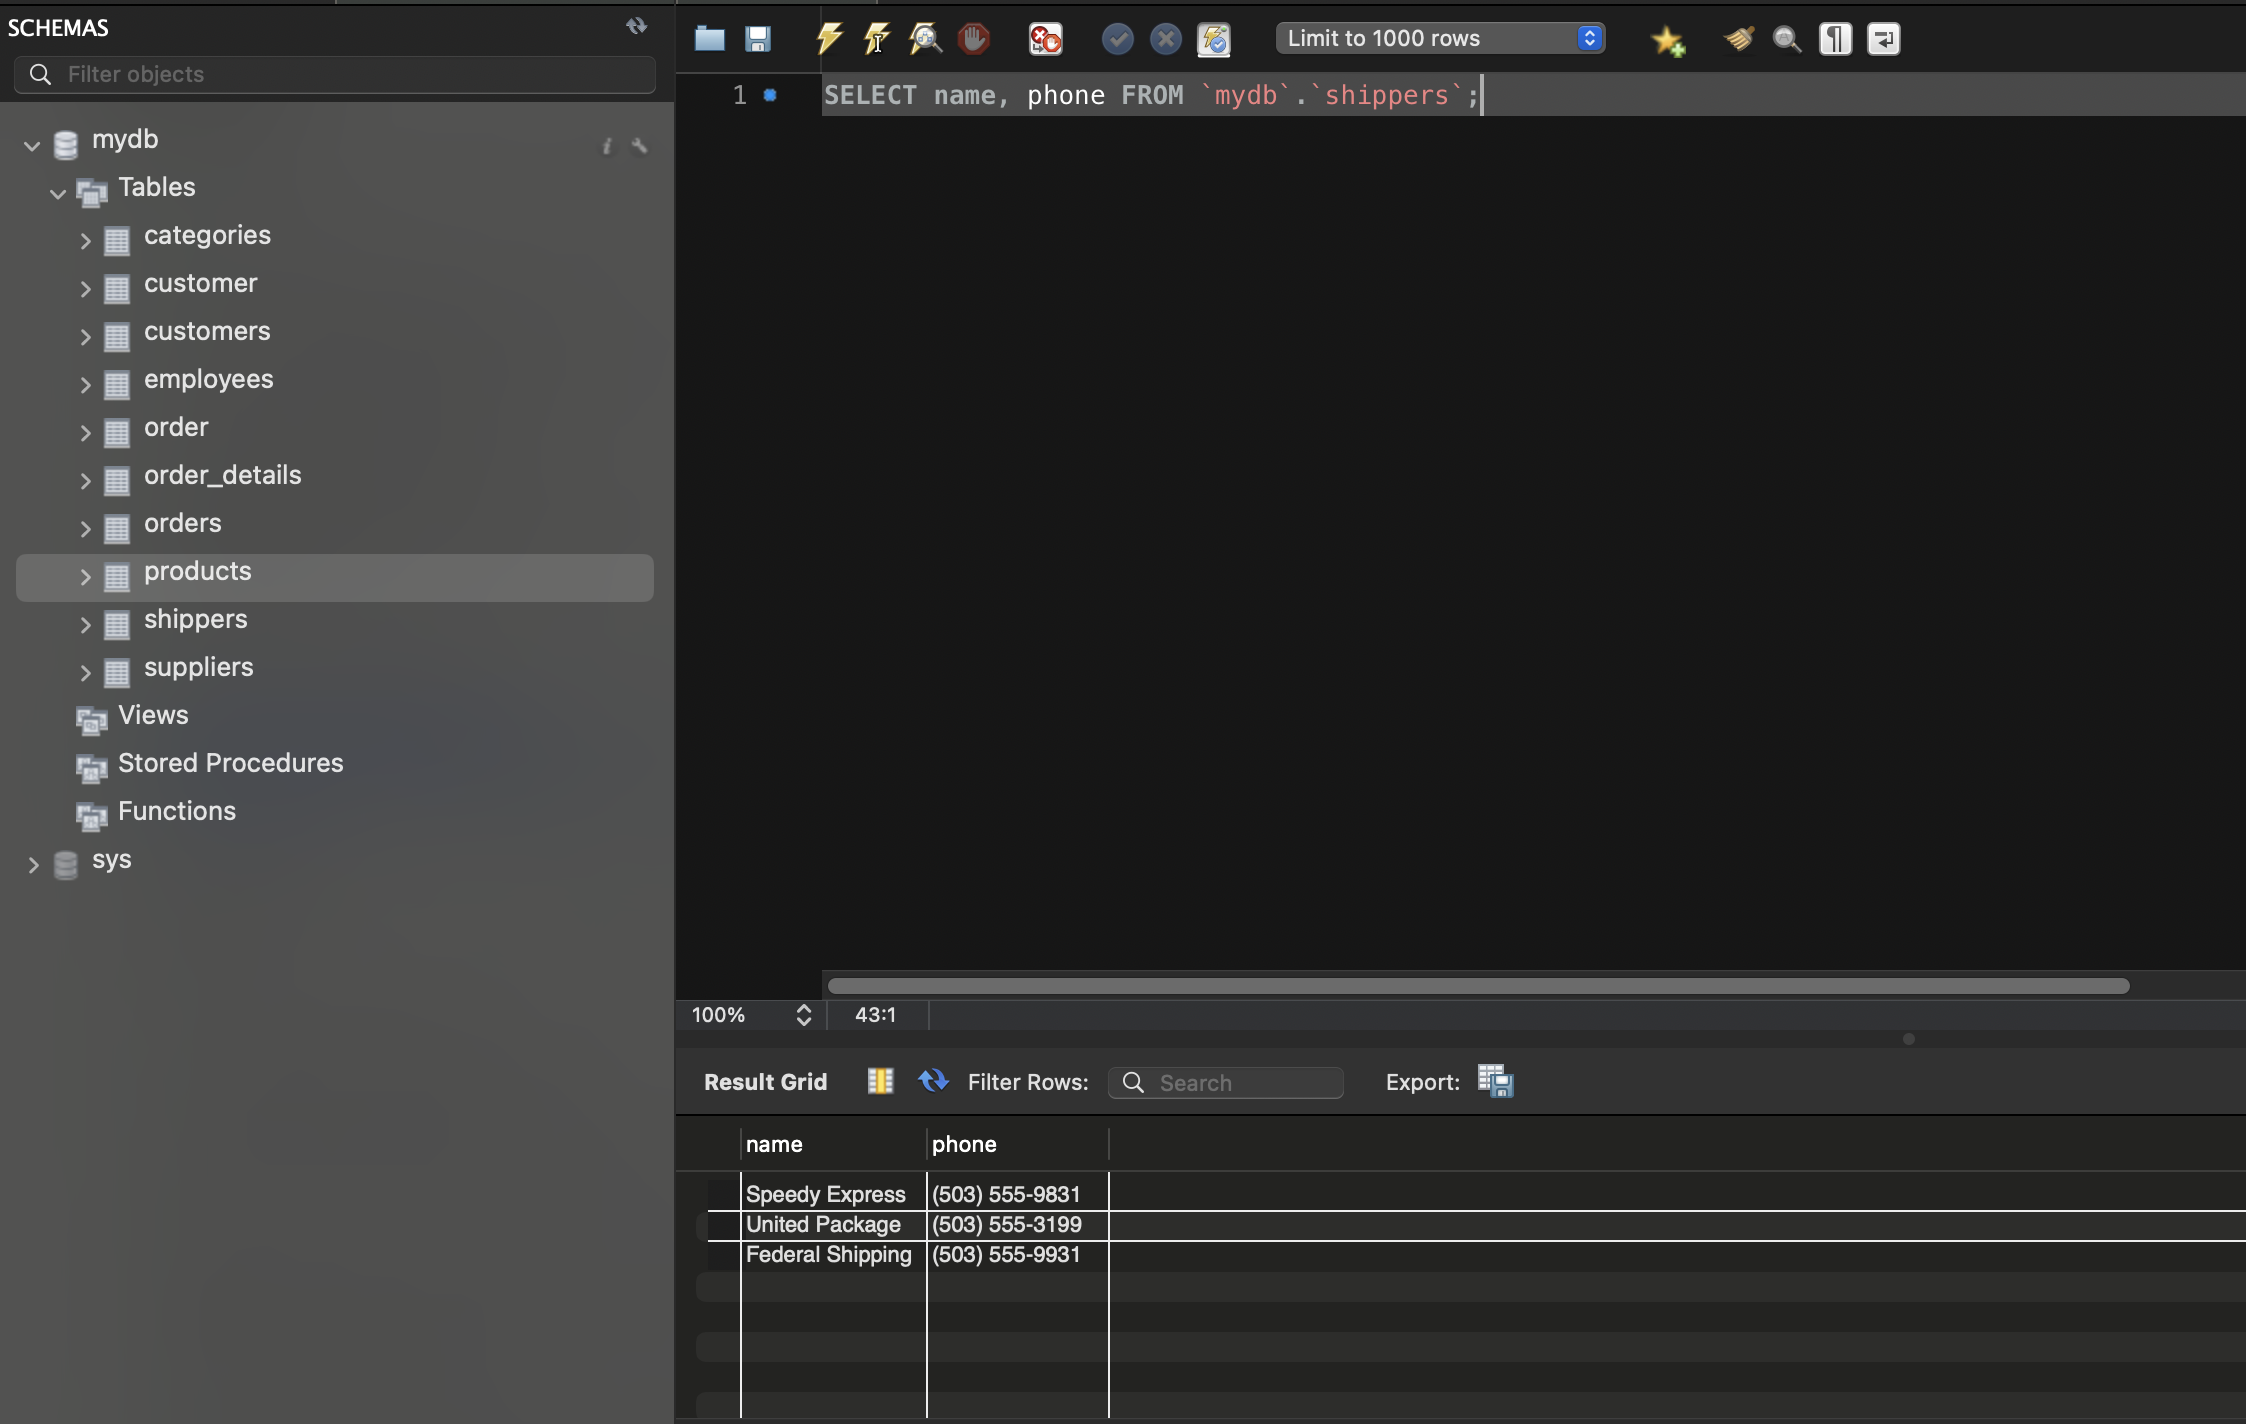 SCHEMAS
Filter objects
mydb
Tables
categories
customer
customers
employees
order
order_details
orders
products
shippers
suppliers
Views
Stored Procedures
Functions
sys
Limit to 1000 rows
1 SELECT name, phone FROM `mydb`.`shippers`;
100% 43:1
Result Grid Filter Rows: Search Export:
name phone
Speedy Express (503) 555-9831
United Package (503) 555-3199
Federal Shipping (503) 555-9931